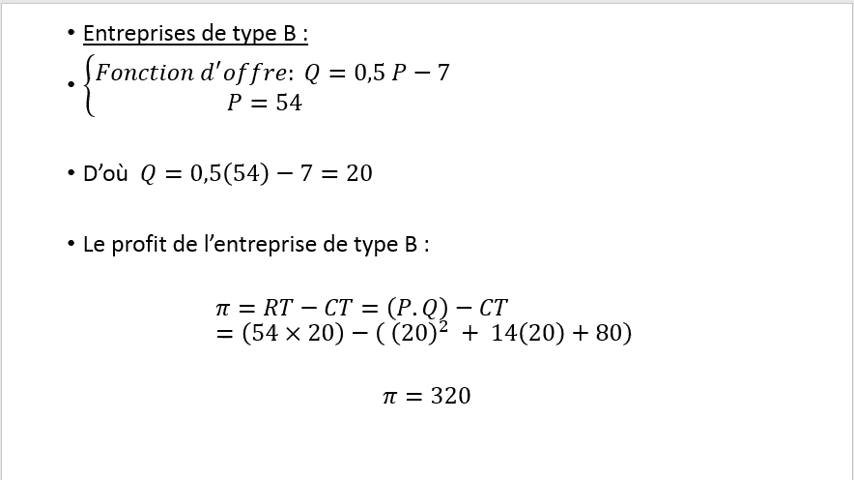 • Entreprises de type B :
• { Fonction d'offre: Q = 0,5 P − 7
P = 54
• D'où Q = 0,5(54) − 7 = 20
• Le profit de l'entreprise de type B :
π = RT − CT = (P.Q) − CT
= (54 × 20) − ( (20)² + 14(20) + 80)
π = 320